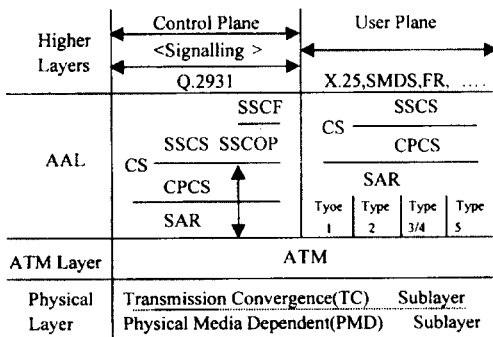 Higher Layers
Control Plane
User Plane
<Signalling >
Q.2931
X.25,SMDS,FR, ....
AAL
SSCF
CS SSCS SSCOP
CPCS
SAR
SSCS
CS
CPCS
SAR
Tyoe 1
Type 2
Type 3/4
Type 5
ATM Layer
ATM
Physical Layer
Transmission Convergence(TC) Sublayer
Physical Media Dependent(PMD) Sublayer